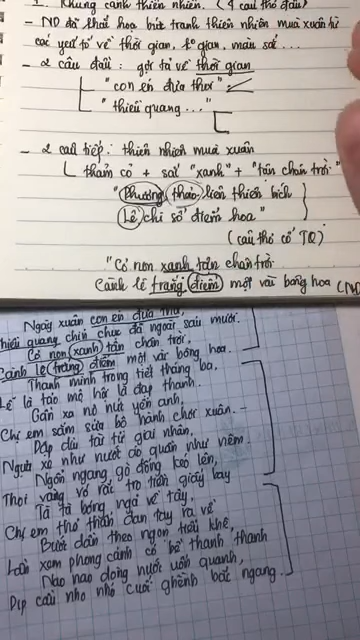 1. Khung cảnh thiên nhiên. (4 câu thơ đầu)
- ND đã khắc hoạ bức tranh thiên nhiên mùa xuân từ
các yếu tố về thời gian, ko gian, màu sắc...
- 2 câu đầu: gợi tả về thời gian
"con én đưa thoi"
"thiều quang..."
- 2 câu tiếp: thiên nhiên mùa xuân
thảm cỏ + sắc "xanh" + "tận chân trời"
"Phương thảo liên thiên bích
Lê chi sổ điểm hoa"
(câu thơ cổ TQ)
"Cỏ non xanh tận chân trời
Cành lê trắng điểm một vài bông hoa (ND)
Ngày xuân con én đưa thoi,
Thiều quang chín chục đã ngoài sáu mươi.
Cỏ non xanh tận chân trời,
Cành lê trắng điểm một vài bông hoa.
Thanh minh trong tiết tháng ba,
Lễ là tảo mộ hội là đạp thanh.
Gần xa nô nức yến anh,
Chị em sắm sửa bộ hành chơi xuân.
Dập dìu tài tử giai nhân,
Ngựa xe như nước áo quần như nêm.
Ngổn ngang gò đống kéo lên,
Thoi vàng vó rắc tro tiền giấy bay
Tà tà bóng ngả về tây,
Chị em thơ thẩn dan tay ra về
Bước dần theo ngọn tiểu khê,
Lần xem phong cảnh có bề thanh thanh
Nao nao dòng nước uốn quanh,
Dịp cầu nho nhỏ cuối ghềnh bắc ngang.